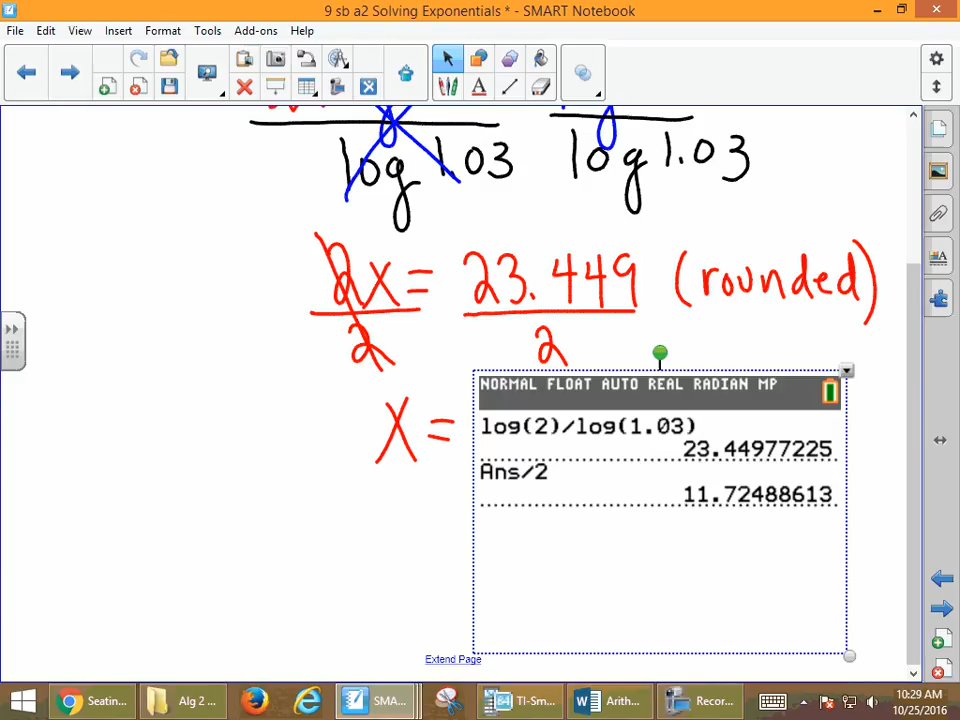 9 sb a2 Solving Exponentials * - SMART Notebook
File Edit View Insert Format Tools Add-ons Help
log 1.03 log 1.03
2x = 23.449 (rounded)
2 2
X =
NORMAL FLOAT AUTO REAL RADIAN MP
log(2)/log(1.03)
23.44977225
Ans/2
11.72488613
Extend Page
Seatin... Alg 2 ... SMA... TI-Sm... Arith... Recor...
10:29 AM
10/25/2016